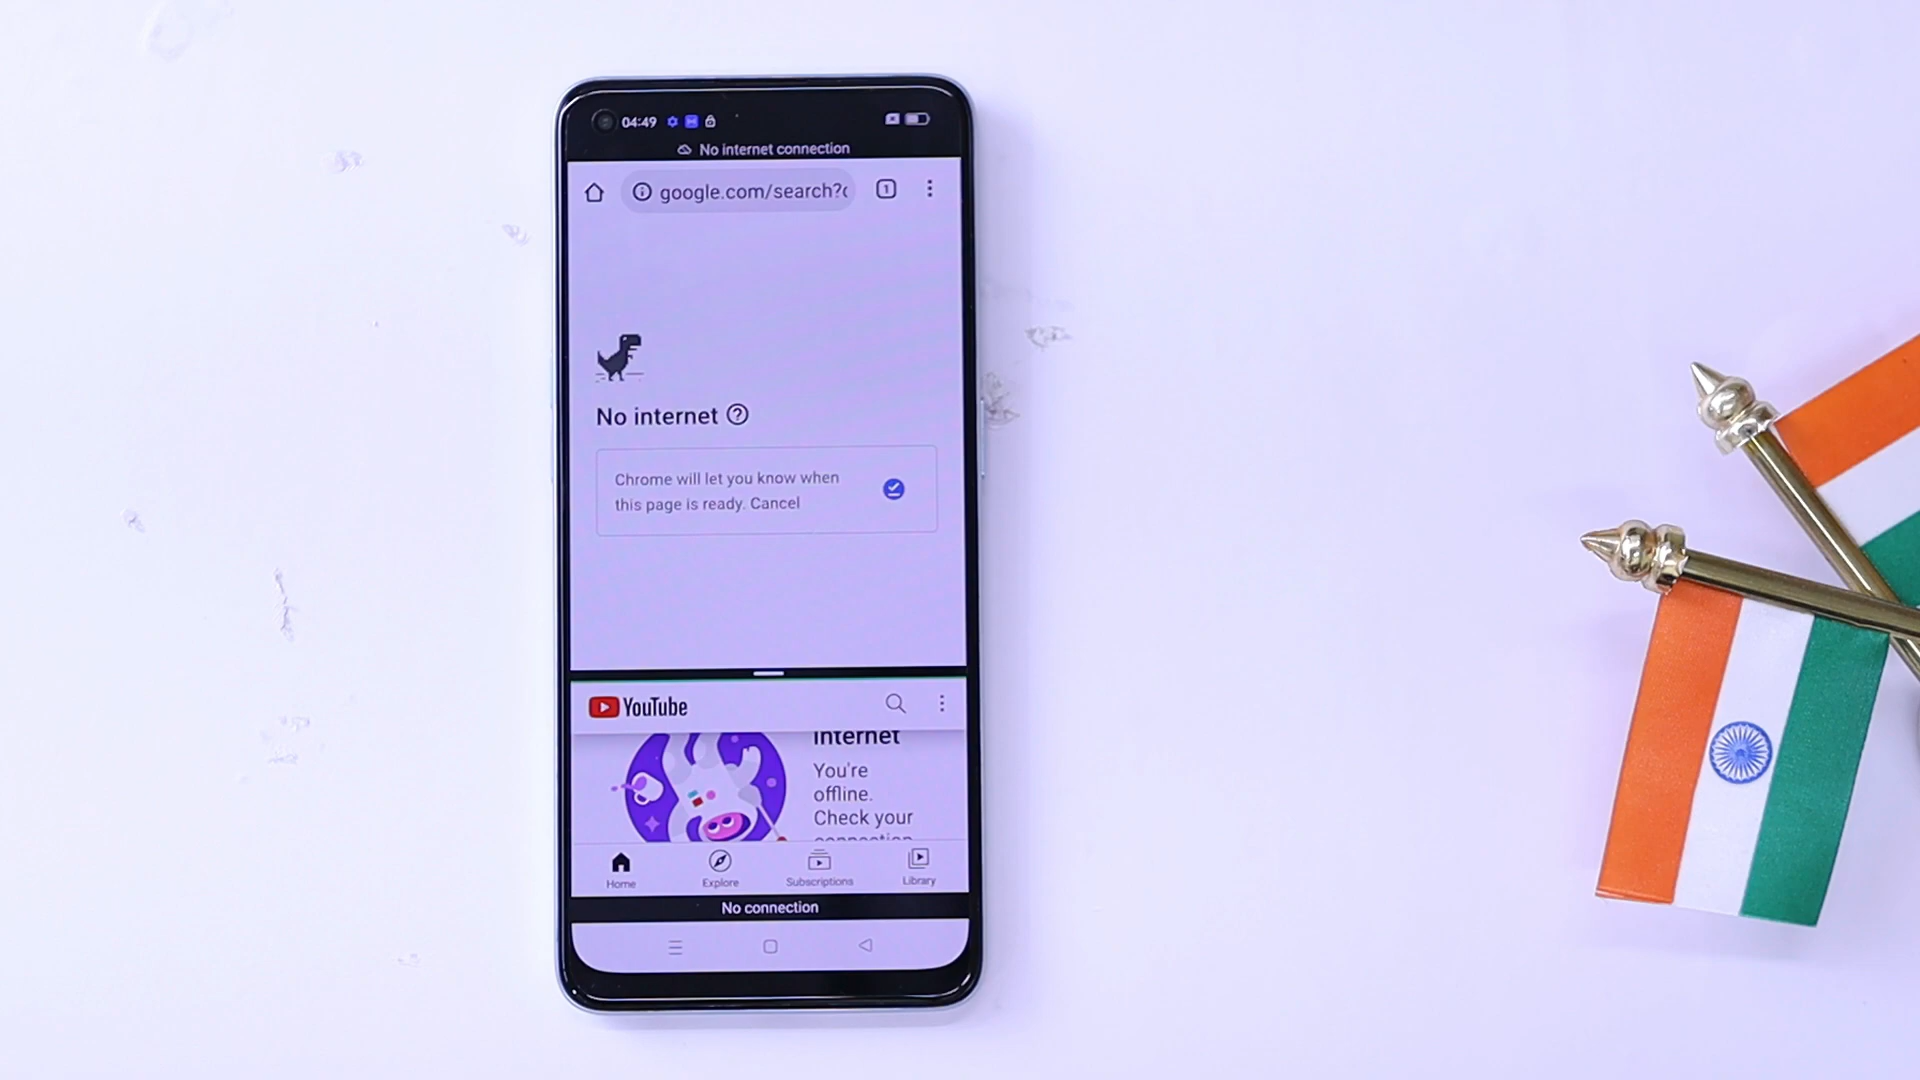 04:49
No internet connection
google.com/search?
1
No internet
Chrome will let you know when
this page is ready. Cancel
YouTube
internet
You're
offline.
Check your
connection
Home
Explore
Subscriptions
Library
No connection